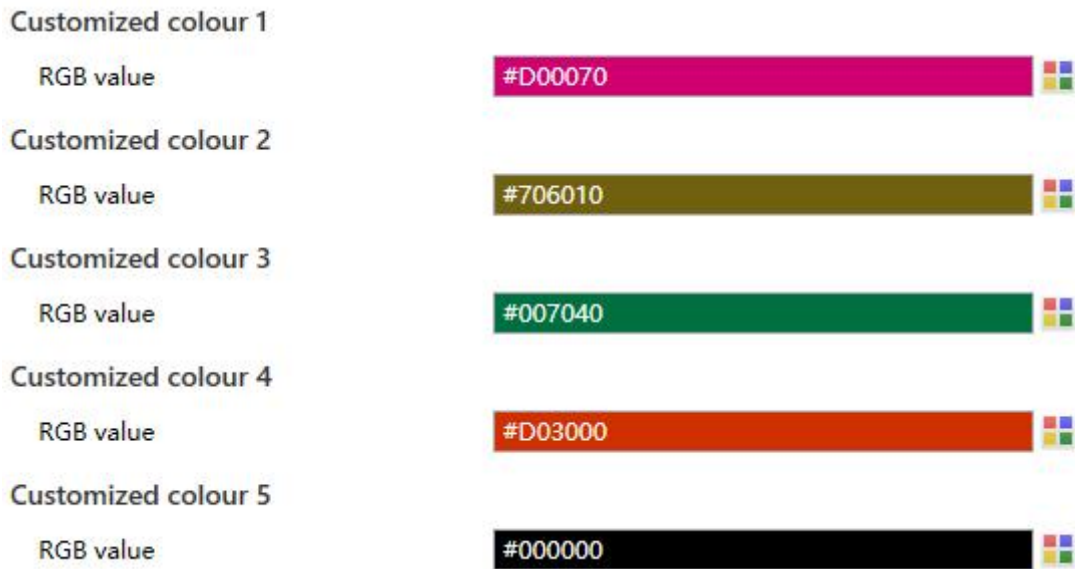 Customized colour 1
RGB value #D00070
Customized colour 2
RGB value #706010
Customized colour 3
RGB value #007040
Customized colour 4
RGB value #D03000
Customized colour 5
RGB value #000000